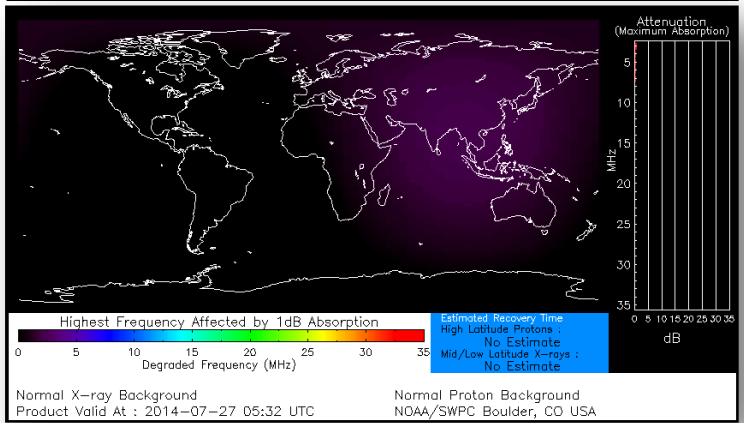 Attenuation
(Maximum Absorption)
5
10
15
20
25
30
35
MHz
0 5 10 15 20 25 30 35
dB
Highest Frequency Affected by 1dB Absorption
0 5 10 15 20 25 30 35
Degraded Frequency (MHz)
Estimated Recovery Time
High Latitude Protons :
No Estimate
Mid/Low Latitude X-rays :
No Estimate
Normal X-ray Background
Normal Proton Background
Product Valid At : 2014-07-27 05:32 UTC
NOAA/SWPC Boulder, CO USA